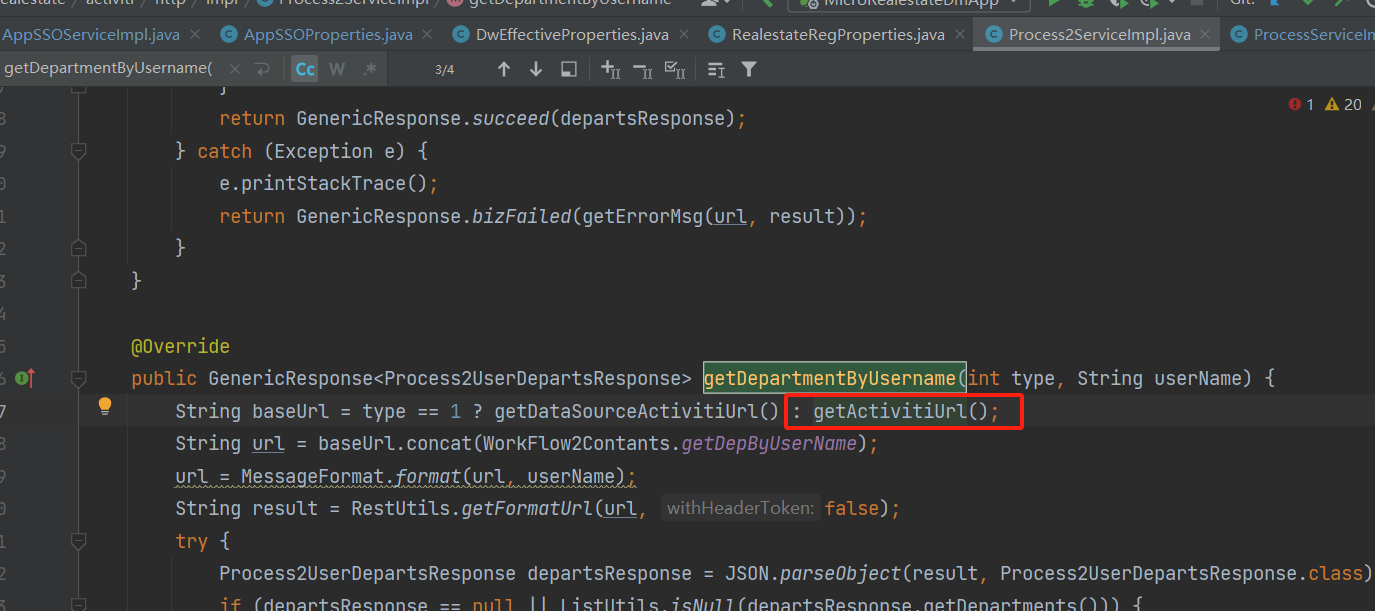 ealestate / activiti / http / impl / Process2ServiceImpl / getDepartmentByUsername MicroRealestateDmApp Git:
AppSSOServiceImpl.java AppSSOProperties.java DwEffectiveProperties.java RealestateRegProperties.java Process2ServiceImpl.java ProcessServiceIm
getDepartmentByUsername( Cc W .* 3/4
1 20
}
return GenericResponse.succeed(departsResponse);
} catch (Exception e) {
e.printStackTrace();
return GenericResponse.bizFailed(getErrorMsg(url, result));
}
}
@Override
public GenericResponse<Process2UserDepartsResponse> getDepartmentByUsername(int type, String userName) {
String baseUrl = type == 1 ? getDataSourceActivitiUrl() : getActivitiUrl();
String url = baseUrl.concat(WorkFlow2Contants.getDepByUserName);
url = MessageFormat.format(url, userName);
String result = RestUtils.getFormatUrl(url, withHeaderToken: false);
try {
Process2UserDepartsResponse departsResponse = JSON.parseObject(result, Process2UserDepartsResponse.class)
if (departsResponse == null || ListUtils.isNull(departsResponse.getDepartments())) {